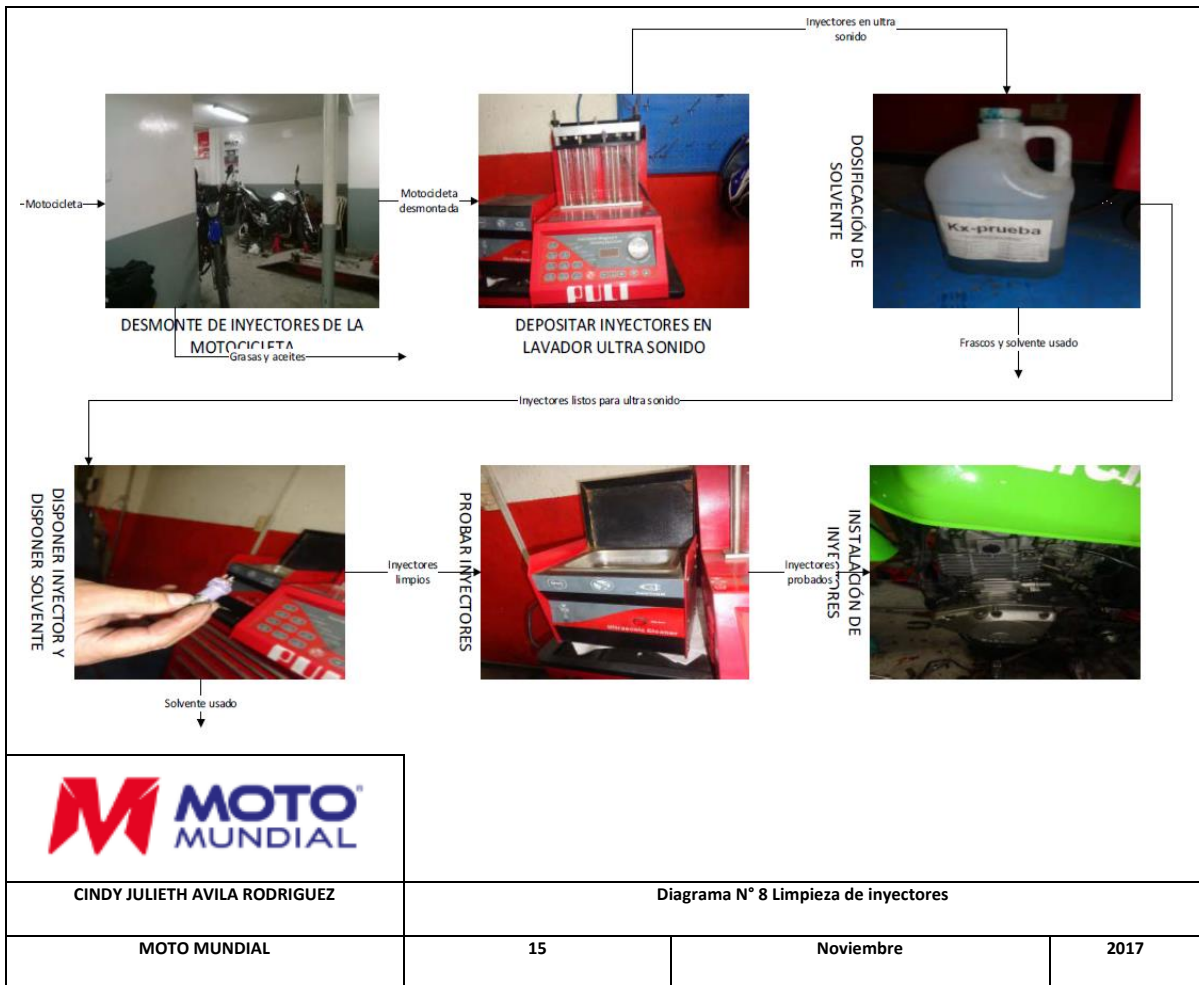 Inyectores en ultra
sonido
-Motocicleta
Motocicleta
desmontada
DOSIFICACIÓN DE
SOLVENTE
Kx-prueba
PULI
DESMONTE DE INYECTORES DE LA
MOTOCICLETA
Grasas y aceites
DEPOSITAR INYECTORES EN
LAVADOR ULTRA SONIDO
Frascos y solvente usado
Inyectores listos para ultra sonido
DISPONER INYECTOR Y
DISPONER SOLVENTE
Inyectores
limpios
PROBAR INYECTORES
Ultrasonic Cleaner
Inyectores
probados
INSTALACIÓN DE
INYECTORES
Solvente usado
MOTO
MUNDIAL
CINDY JULIETH AVILA RODRIGUEZ
Diagrama N° 8 Limpieza de inyectores
MOTO MUNDIAL
15
Noviembre
2017